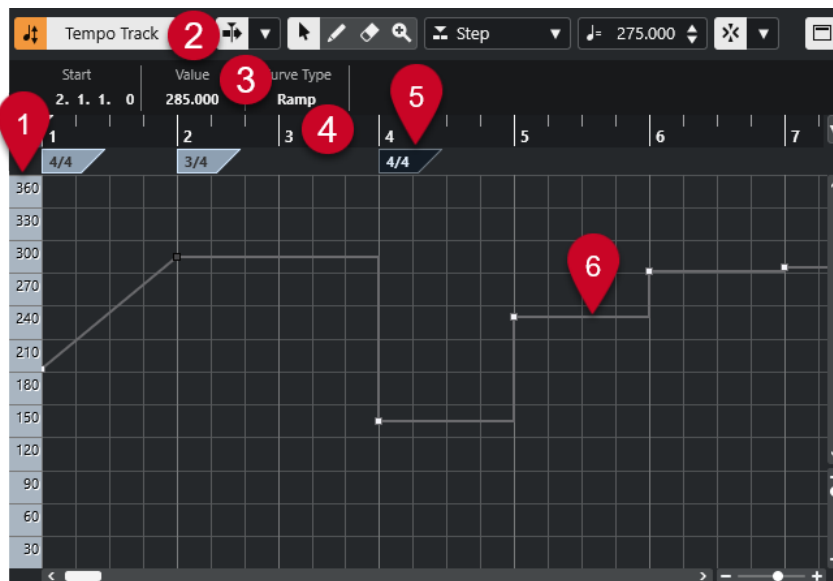 Tempo Track 2 Step 275.000
Start Value 3 urve Type
2. 1. 1. 0 285.000 Ramp 5
1 4
1 2 3 4 5 6 7
4/4 3/4 4/4
360
330
300
270
6
240
210
180
150
120
90
60
30